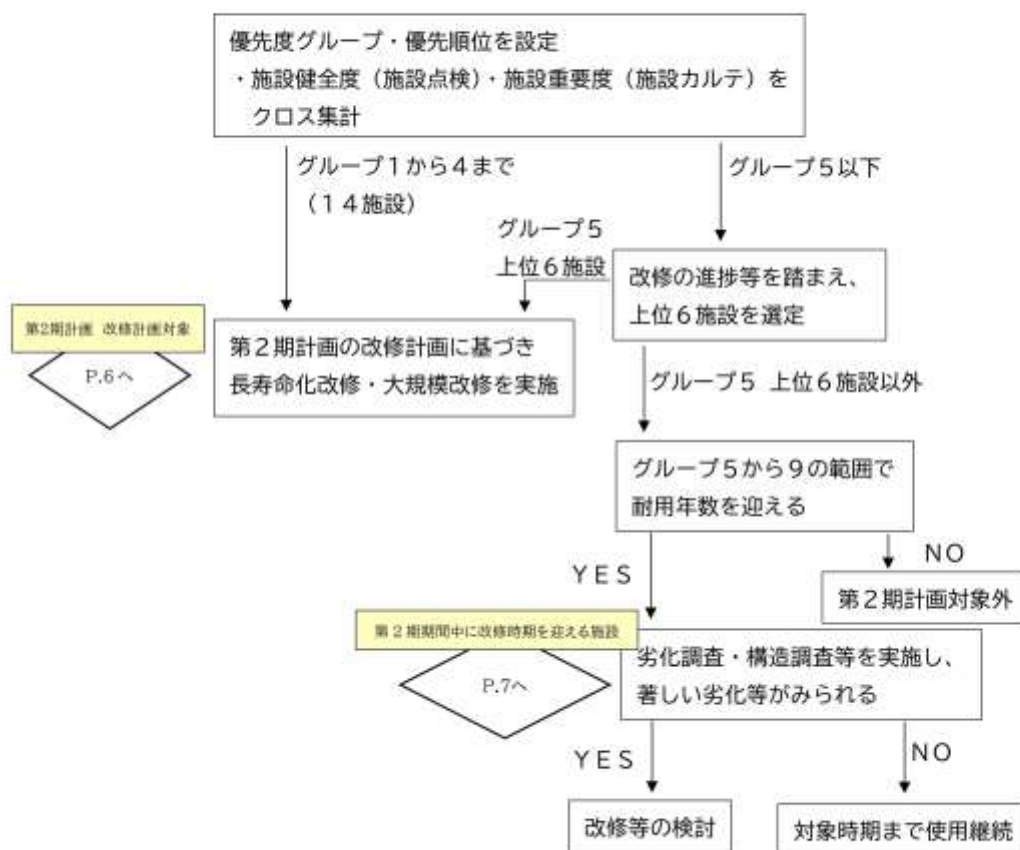 優先度グループ・優先順位を設定
・施設健全度（施設点検）・施設重要度（施設カルテ）を
クロス集計
グループ１から４まで
（１４施設）
グループ５以下
グループ５
上位６施設
改修の進捗等を踏まえ、
上位６施設を選定
第2期計画 改修計画対象
P.6へ
第２期計画の改修計画に基づき
長寿命化改修・大規模改修を実施
グループ５ 上位６施設以外
グループ５から９の範囲で
耐用年数を迎える
ＹＥＳ
ＮＯ
第２期計画対象外
第２期期間中に改修時期を迎える施設
P.7へ
劣化調査・構造調査等を実施し、
著しい劣化等がみられる
ＹＥＳ
ＮＯ
改修等の検討
対象時期まで使用継続